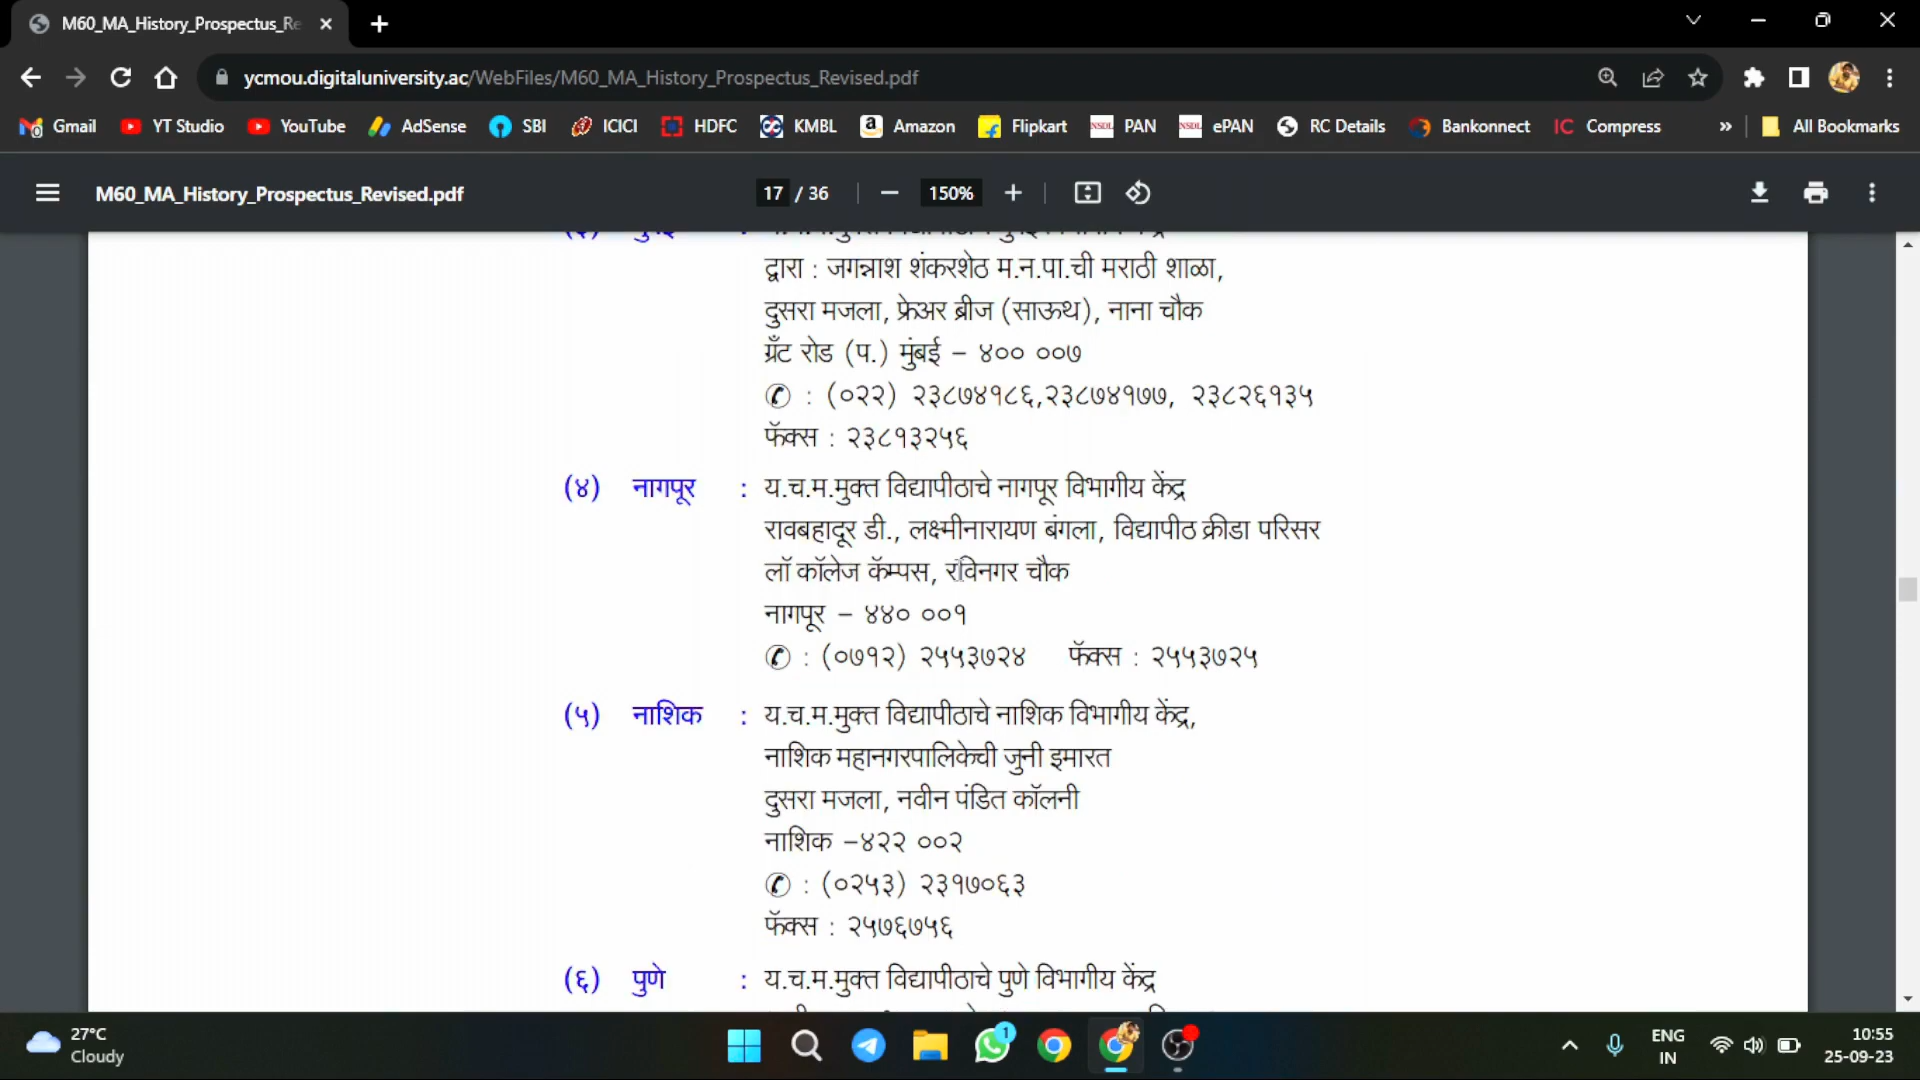 M60_MA_History_Prospectus_Re
ycmou.digitaluniversity.ac/WebFiles/M60_MA_History_Prospectus_Revised.pdf
Gmail YT Studio YouTube AdSense SBI ICICI HDFC KMBL Amazon Flipkart NSDL PAN NSDL ePAN RC Details Bankonnect IC Compress » All Bookmarks
M60_MA_History_Prospectus_Revised.pdf 17 / 36 150%
द्वारा : जगन्नाश शंकरशेठ म.न.पा.ची मराठी शाळा,
दुसरा मजला, फ्रेअर ब्रीज (साऊथ), नाना चौक
ग्रँट रोड (प.) मुंबई – ४०० ००७
✆ : (०२२) २३८७४१८६,२३८७४१७७, २३८२६१३५
फॅक्स : २३८१३२५६
(४) नागपूर : य.च.म.मुक्त विद्यापीठाचे नागपूर विभागीय केंद्र
रावबहादूर डी., लक्ष्मीनारायण बंगला, विद्यापीठ क्रीडा परिसर
लॉ कॉलेज कॅम्पस, रविनगर चौक
नागपूर – ४४० ००१
✆ : (०७१२) २५५३७२४ फॅक्स : २५५३७२५
(५) नाशिक : य.च.म.मुक्त विद्यापीठाचे नाशिक विभागीय केंद्र,
नाशिक महानगरपालिकेची जुनी इमारत
दुसरा मजला, नवीन पंडित कॉलनी
नाशिक –४२२ ००२
✆ : (०२५३) २३१७०६३
फॅक्स : २५७६७५६
(६) पुणे : य.च.म.मुक्त विद्यापीठाचे पुणे विभागीय केंद्र
27°C
Cloudy
1
ENG
IN
10:55
25-09-23